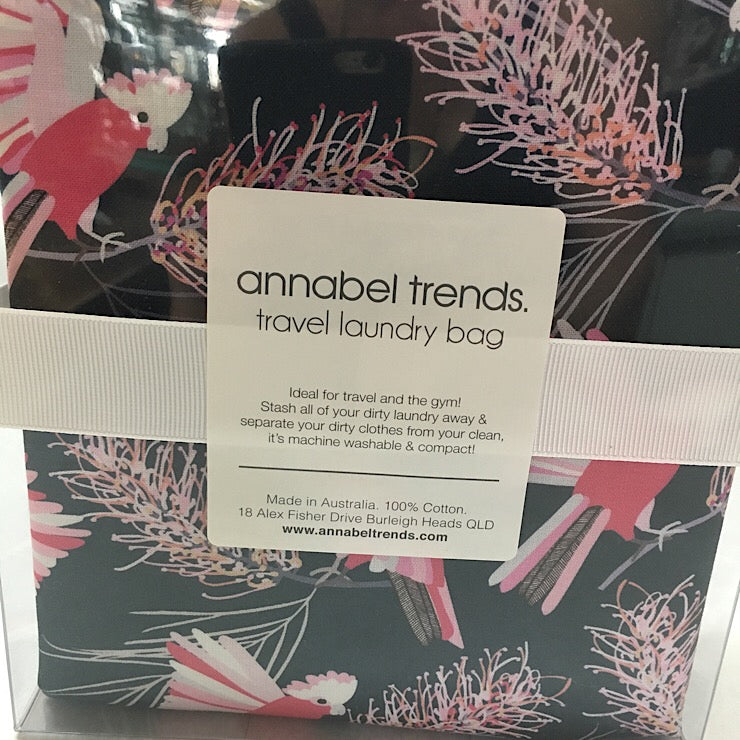 annabel trends.
travel laundry bag
Ideal for travel and the gym!
Stash all of your dirty laundry away &
separate your dirty clothes from your clean,
it's machine washable & compact!
Made in Australia. 100% Cotton.
18 Alex Fisher Drive Burleigh Heads QLD
www.annabeltrends.com